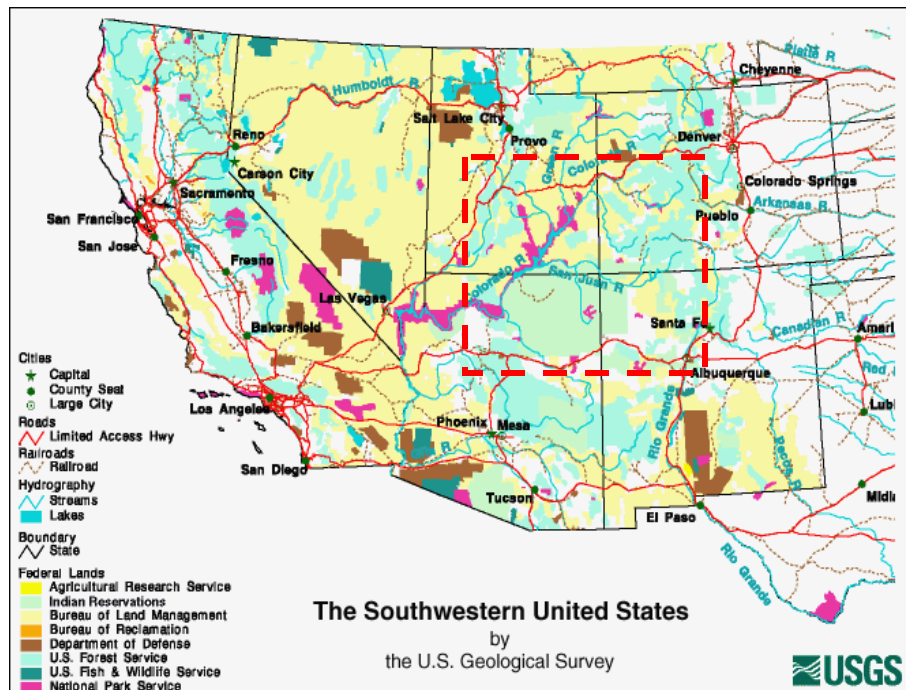 Platte R
Cheyenne
Humboldt R
Salt Lake City
Reno
Provo
Green R
Denver
Carson City
Sacramento
Colorado Springs
San Francisco
Pueblo
Arkansas R
San Jose
Fresno
San Juan R
Colorado R
Las Vegas
Santa Fe
Bakersfield
Canadian R
Amaril
Albuquerque
Red
Cities
Capital
County Seat
Large City
Los Angeles
Lubb
Roads
Limited Access Hwy
Phoenix
Mesa
Rio Grande
Railroads
Railroad
San Diego
Pecos R
Hydrography
Streams
Lakes
Tucson
Midla
El Paso
Boundary
State
Rio Grande
Federal Lands
Agricultural Research Service
Indian Reservations
Bureau of Land Management
Bureau of Reclamation
Department of Defense
U.S. Forest Service
U.S. Fish & Wildlife Service
National Park Service
The Southwestern United States
by
the U.S. Geological Survey
USGS